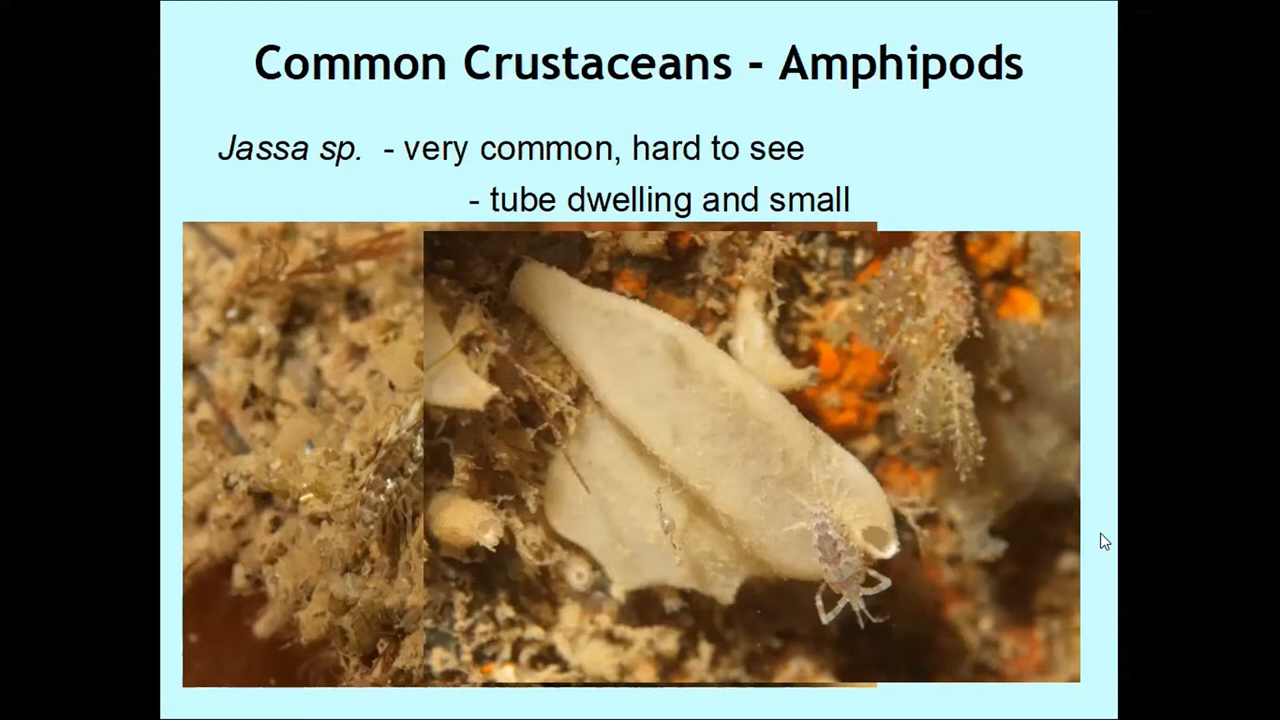 Common Crustaceans - Amphipods
Jassa sp. - very common, hard to see
- tube dwelling and small